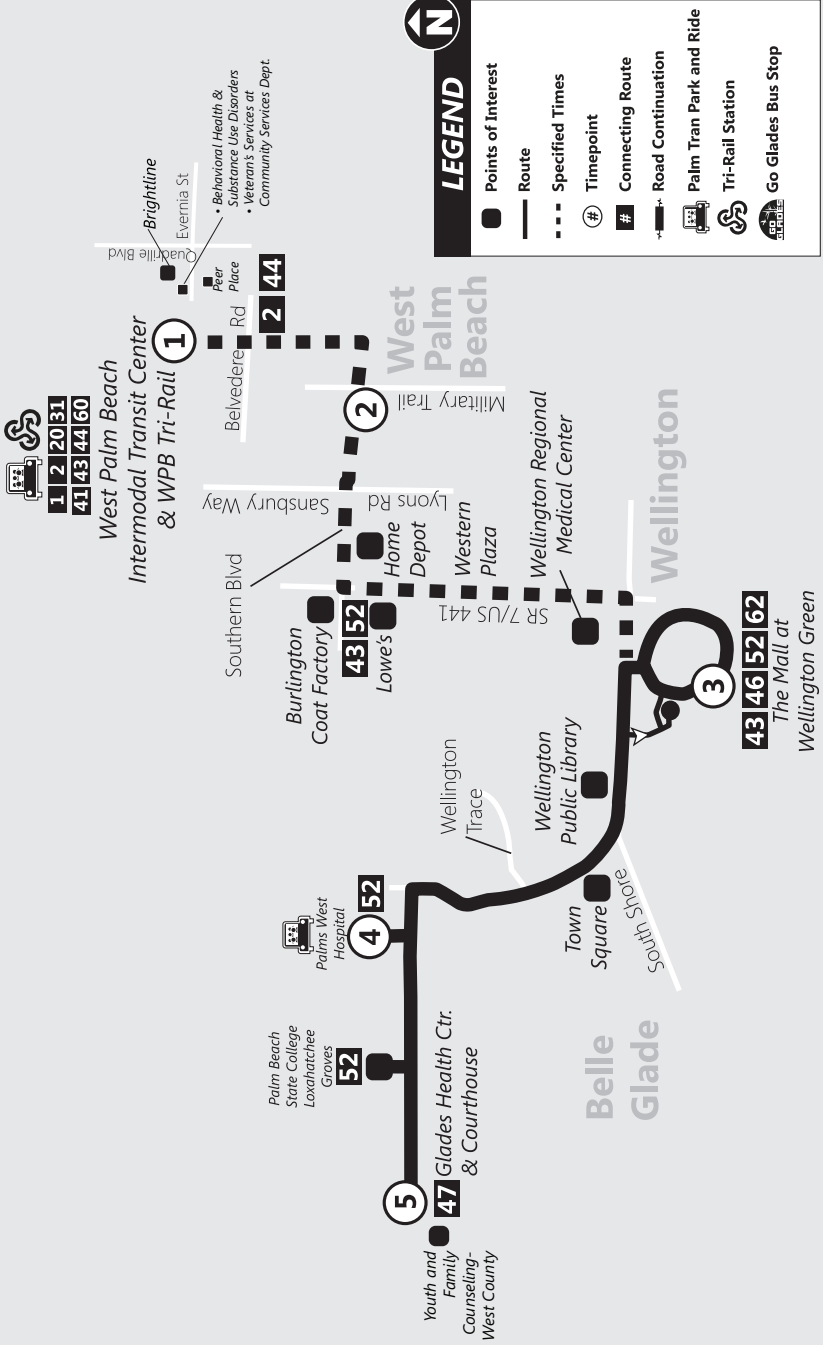 1 2 20 31
41 43 44 60
West Palm Beach
Intermodal Transit Center
& WPB Tri-Rail
1
Brightline
Evernia St
Quadrille Blvd
• Behavioral Health &
Substance Use Disorders
• Veteran's Services at
Community Services Dept.
Peer
Place
2 44
Belvedere Rd
West
Palm
Beach
Military Trail
2
Sansbury Way
Lyons Rd
Southern Blvd
Home
Depot
Western
Plaza
Burlington
Coat Factory
43 52
Lowe's
SR 7/US 441
Wellington Regional
Medical Center
Wellington
3
43 46 52 62
The Mall at
Wellington Green
Wellington
Public Library
Wellington
Trace
Town
Square
South Shore
52
Palms West
Hospital
4
Palm Beach
State College
Loxahatchee
Groves
52
Belle
Glade
5
47
Glades Health Ctr.
& Courthouse
Youth and
Family
Counseling-
West County
N
LEGEND
Points of Interest
Route
Specified Times
# Timepoint
# Connecting Route
Road Continuation
Palm Tran Park and Ride
Tri-Rail Station
GO GLADES Go Glades Bus Stop